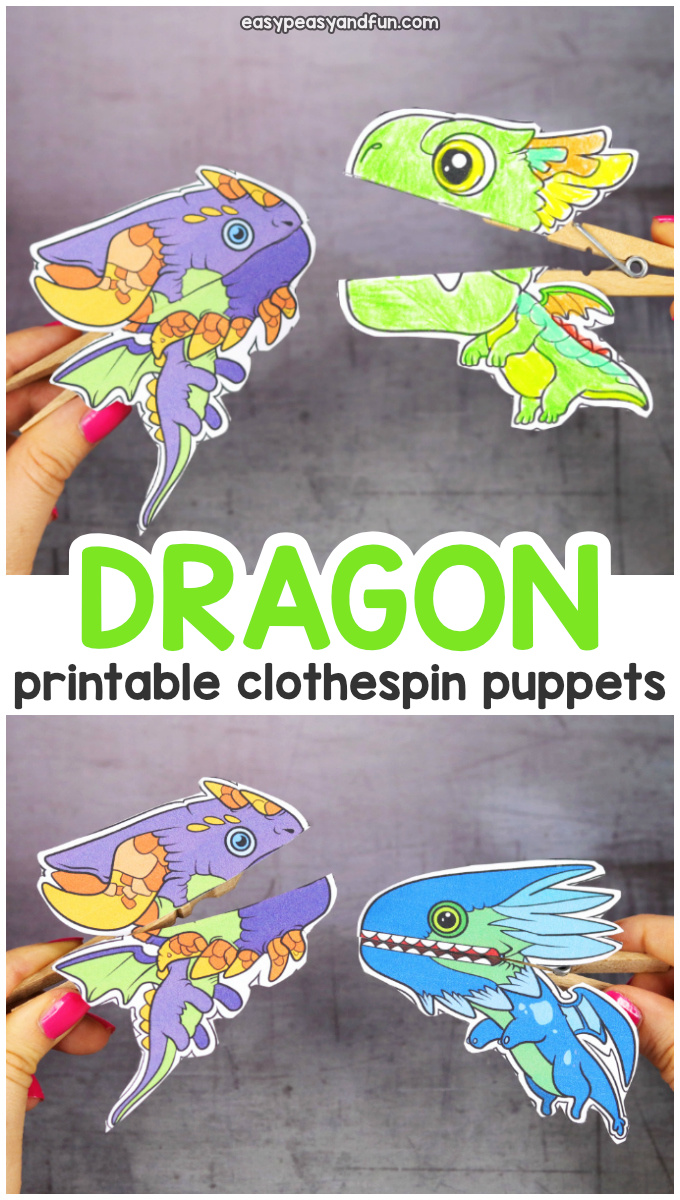 easypeasyandfun.com
DRAGON
printable clothespin puppets